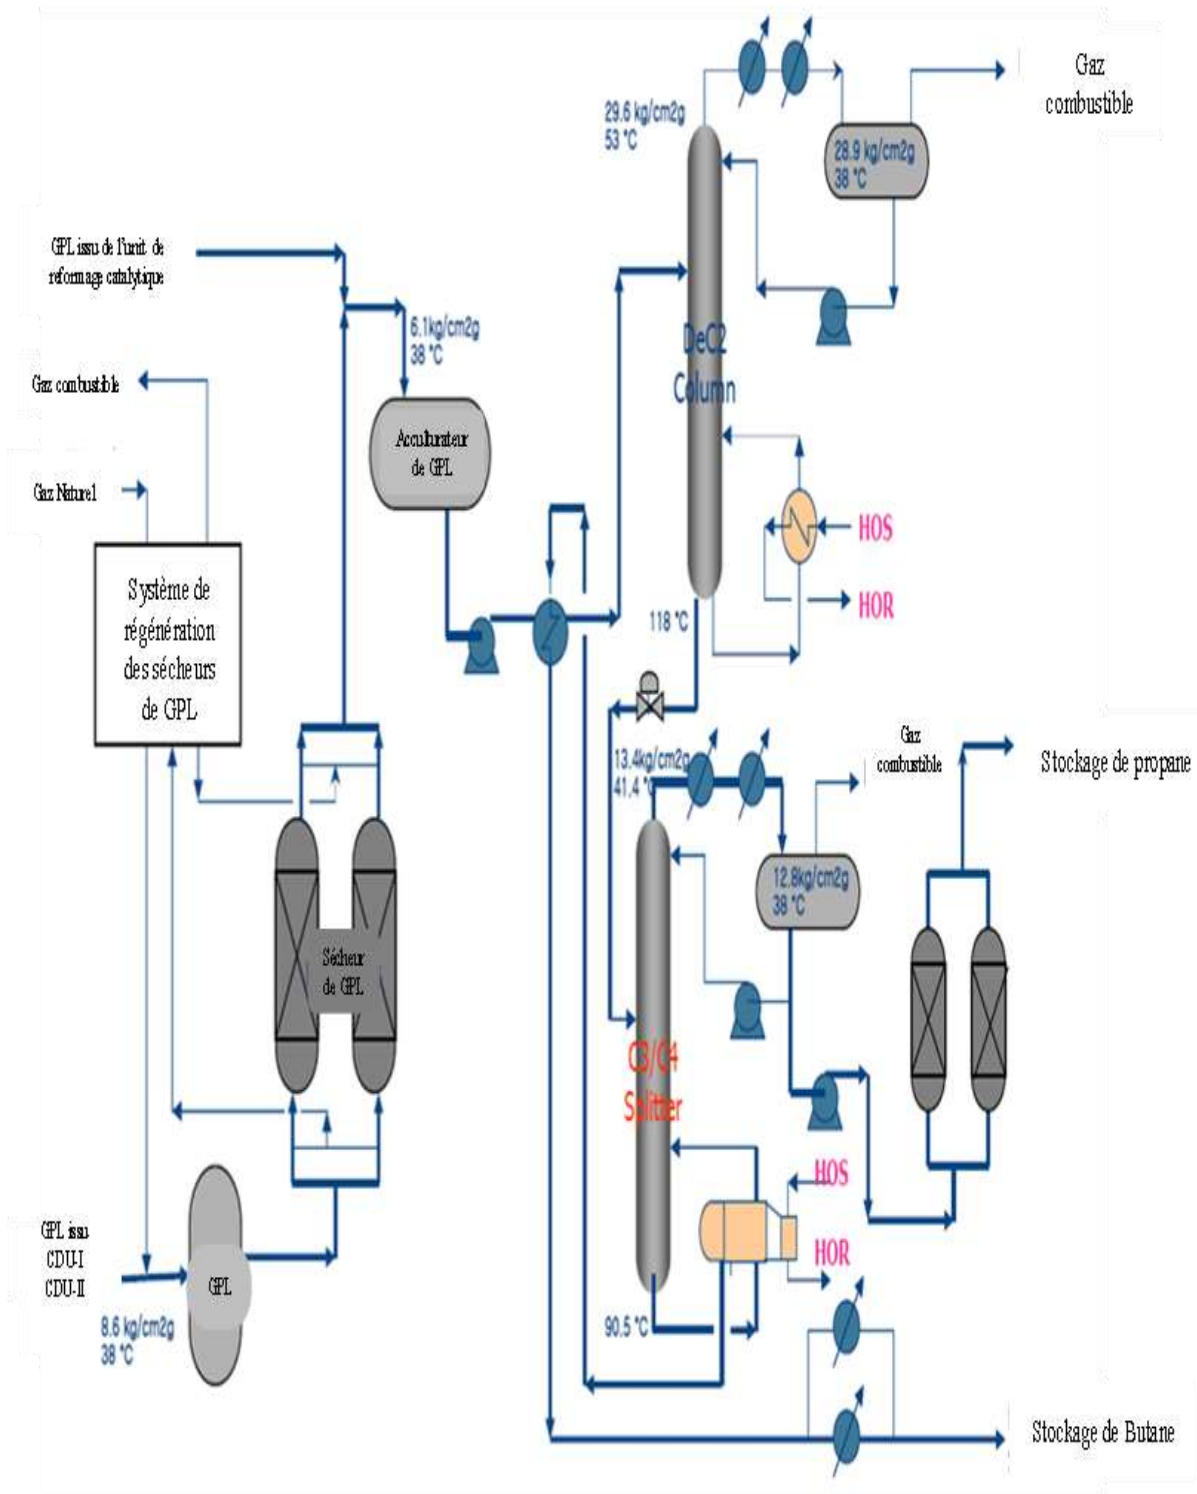 Gaz
combustible
29.6 kg/cm2g
53 °C
28.9 kg/cm2g
38 °C
GPL issu de l'unit de
reformage catalytique
6.1kg/cm2g
38 °C
DeC2
Column
Gaz combustible
Acculturateur
de GPL
Gaz Naturel
HOS
HOR
Système de
régénération
des sécheurs
de GPL
118 °C
Gaz
combustible
Stockage de propane
13.4kg/cm2g
41.4 °C
12.8kg/cm2g
38 °C
Sécheur
de GPL
C3/C4
Splitter
HOS
HOR
GPL issu
CDU-I
CDU-II
GPL
8.6 kg/cm2g
38 °C
90.5 °C
Stockage de Butane